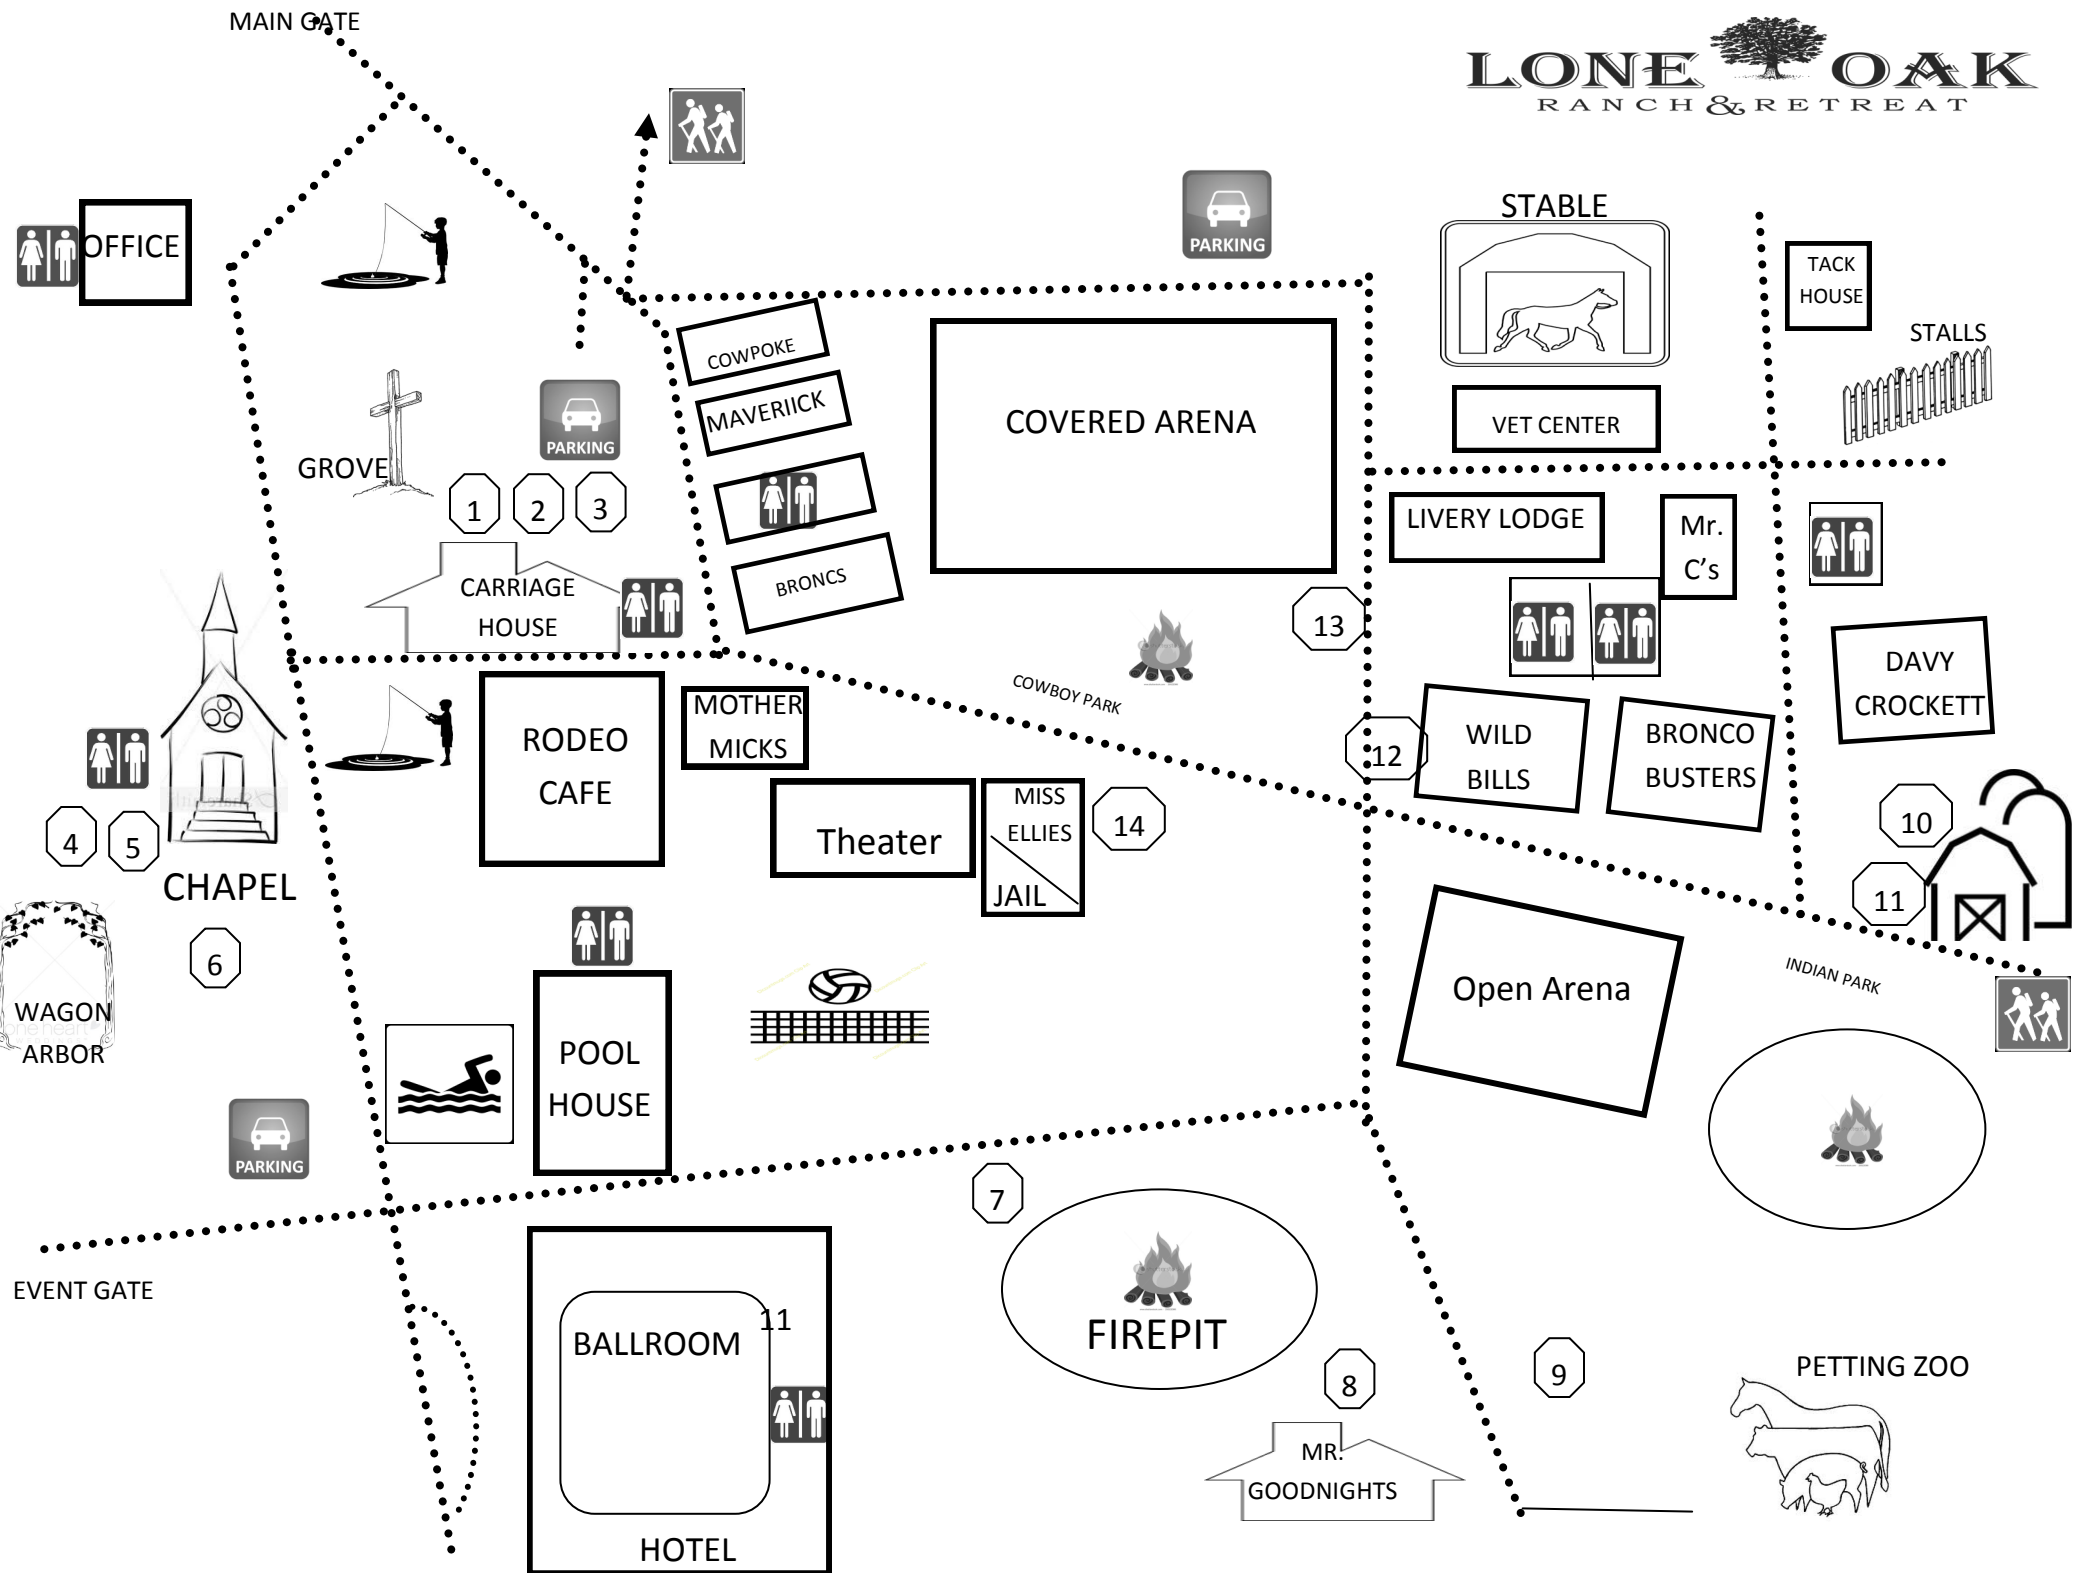 MAIN GATE
LONE OAK
RANCH & RETREAT
OFFICE
PARKING
STABLE
TACK
HOUSE
STALLS
COWPOKE
MAVERIICK
COVERED ARENA
VET CENTER
PARKING
GROVE
1
2
3
LIVERY LODGE
Mr.
C's
BRONCS
CARRIAGE
HOUSE
13
DAVY
CROCKETT
COWBOY PARK
MOTHER
MICKS
RODEO
CAFE
12
WILD
BILLS
BRONCO
BUSTERS
4
5
Theater
MISS
ELLIES
JAIL
14
10
11
CHAPEL
6
INDIAN PARK
Open Arena
WAGON
ARBOR
POOL
HOUSE
PARKING
7
EVENT GATE
FIREPIT
11
BALLROOM
8
9
PETTING ZOO
MR.
GOODNIGHTS
HOTEL